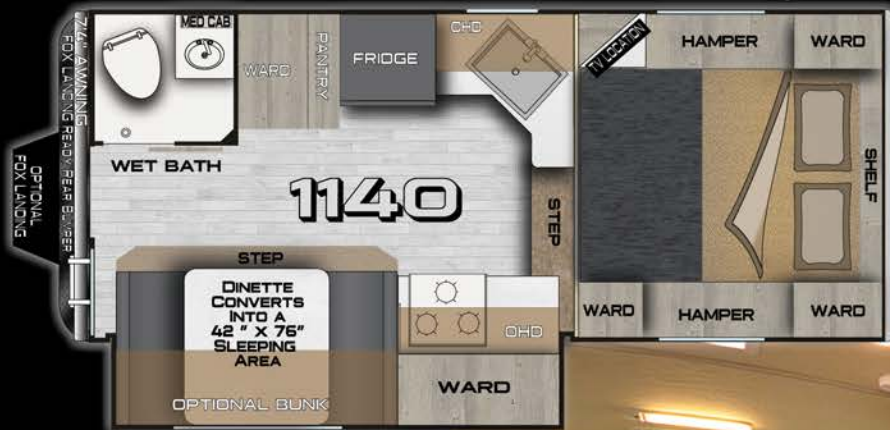 7'4" AWNING
FOX LANDING READY REAR BUMPER
OPTIONAL
FOX LANDING
MED CAB
WET BATH
WARD
PANTRY
FRIDGE
OHD
TV LOCATION
HAMPER
WARD
1140
STEP
SHELF
STEP
DINETTE
CONVERTS
INTO A
42 " X 76"
SLEEPING
AREA
OPTIONAL BUNK
OHD
WARD
WARD
HAMPER
WARD